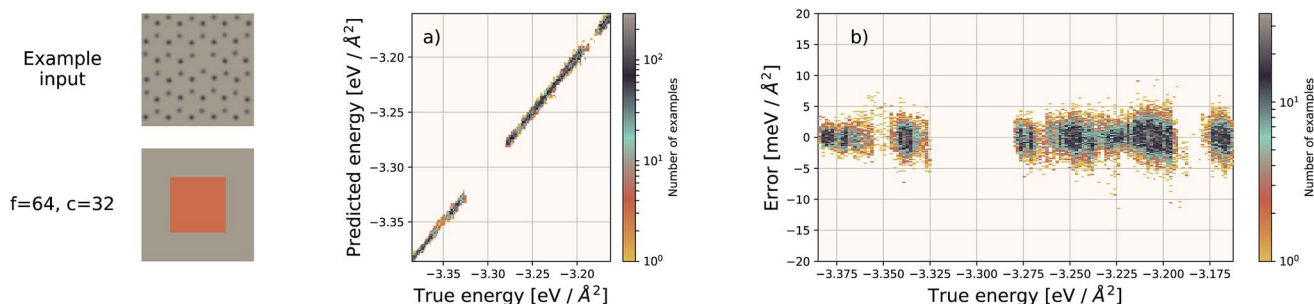 Example
input
f=64, c=32
a)
Predicted energy [eV / Å²]
−3.20
−3.25
−3.30
−3.35
−3.35
−3.30
−3.25
−3.20
True energy [eV / Å²]
10²
10¹
10⁰
Number of examples
b)
Error [meV / Å²]
20
15
10
5
0
−5
−10
−15
−20
−3.375
−3.350
−3.325
−3.300
−3.275
−3.250
−3.225
−3.200
−3.175
True energy [eV / Å²]
10¹
10⁰
Number of examples